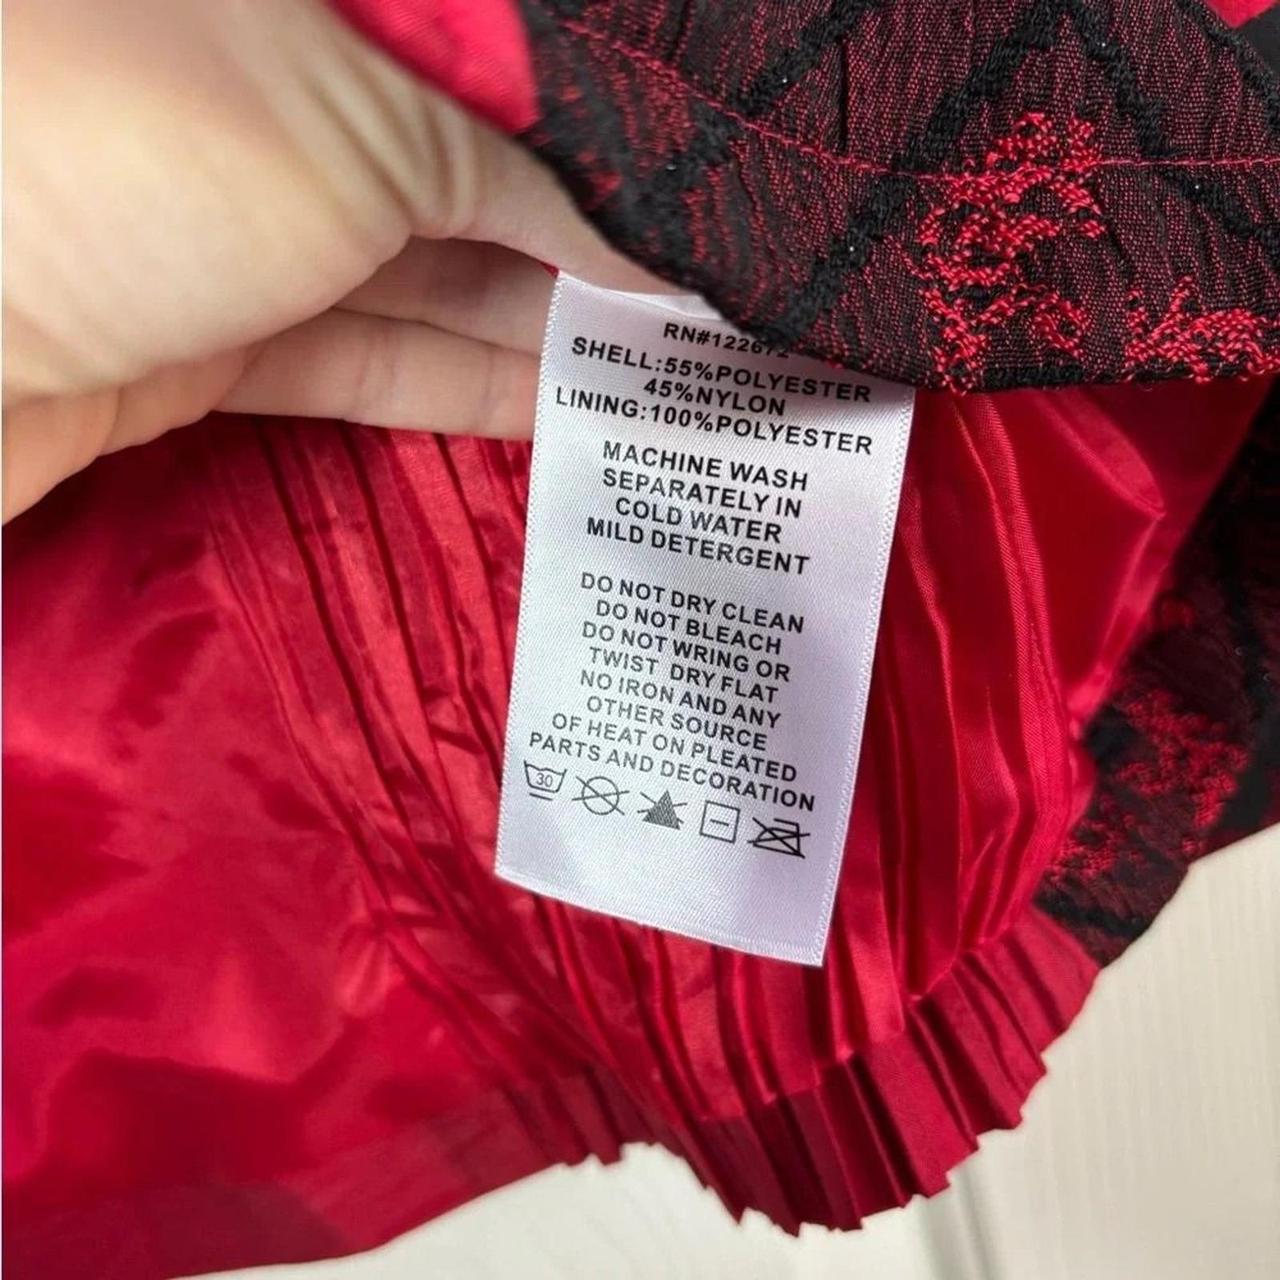 RN#122672
SHELL:55%POLYESTER
45%NYLON
LINING:100%POLYESTER
MACHINE WASH
SEPARATELY IN
COLD WATER
MILD DETERGENT
DO NOT DRY CLEAN
DO NOT BLEACH
DO NOT WRING OR
TWIST DRY FLAT
NO IRON AND ANY
OTHER SOURCE
OF HEAT ON PLEATED
PARTS AND DECORATION
30